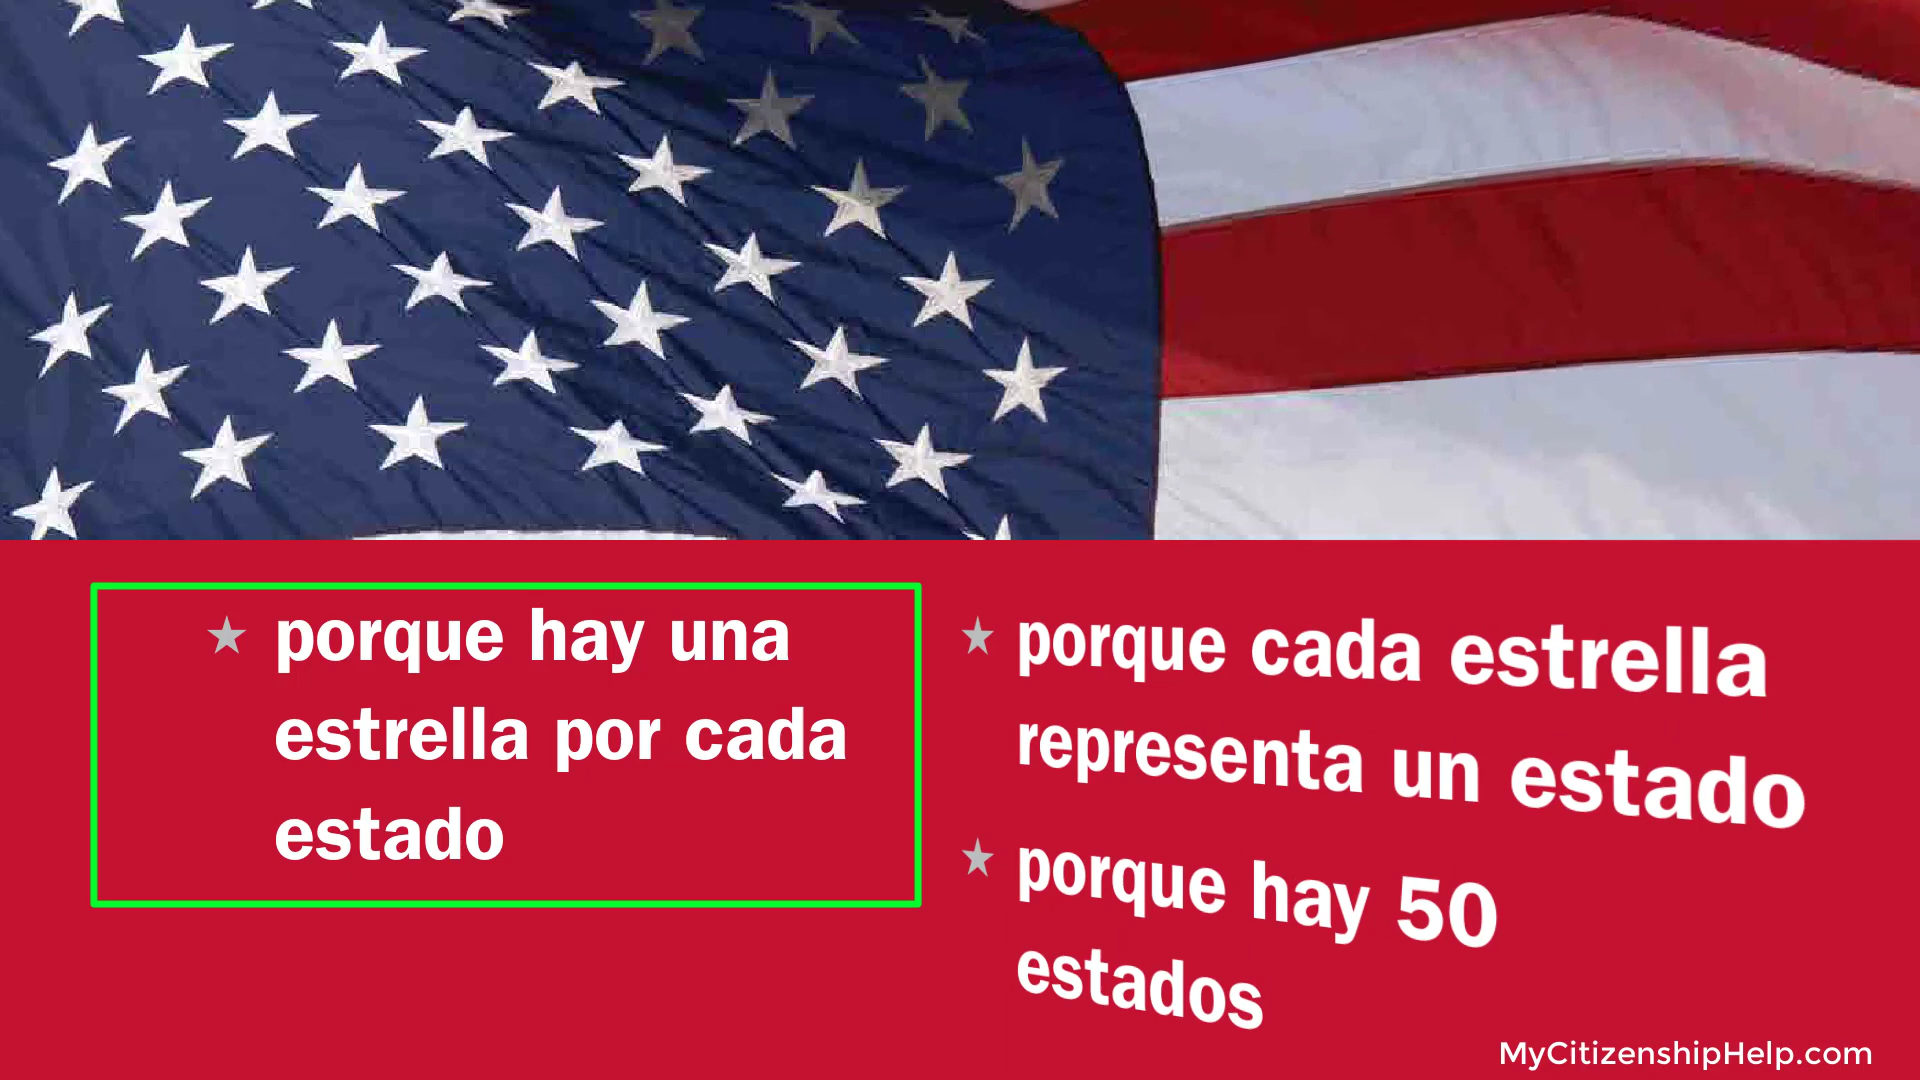 porque hay una
estrella por cada
estado
porque cada estrella
representa un estado
porque hay 50
estados
MyCitizenshipHelp.com